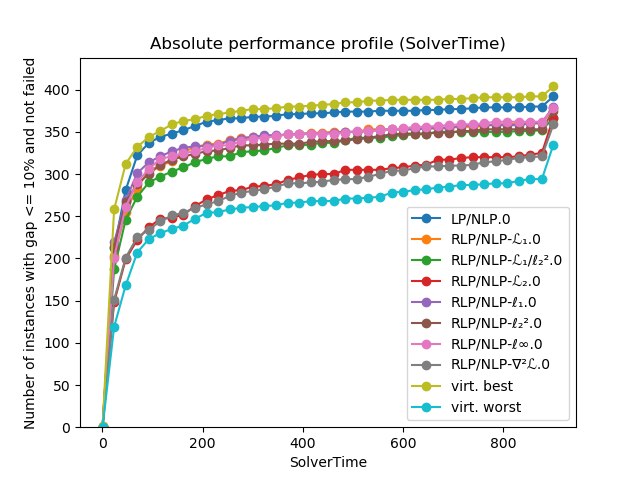 Absolute performance profile (SolverTime)
Number of instances with gap <= 10% and not failed
400
350
300
250
200
150
100
50
0
0 200 400 600 800
SolverTime
LP/NLP.0
RLP/NLP-ℒ₁.0
RLP/NLP-ℒ₁/ℓ₂².0
RLP/NLP-ℒ₂.0
RLP/NLP-ℓ₁.0
RLP/NLP-ℓ₂².0
RLP/NLP-ℓ∞.0
RLP/NLP-∇²ℒ.0
virt. best
virt. worst